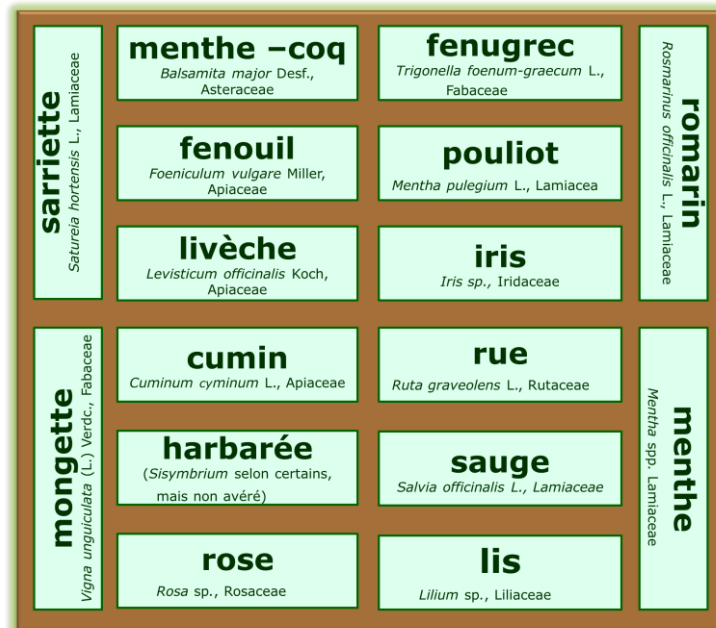 sarriette
Satureia hortensis L., Lamiaceae
menthe –coq
Balsamita major Desf.,
Asteraceae
fenugrec
Trigonella foenum-graecum L.,
Fabaceae
romarin
Rosmarinus officinalis L., Lamiaceae
fenouil
Foeniculum vulgare Miller,
Apiaceae
pouliot
Mentha pulegium L., Lamiacea
livèche
Levisticum officinalis Koch,
Apiaceae
iris
Iris sp., Iridaceae
mongette
Vigna unguiculata (L.) Verdc., Fabaceae
cumin
Cuminum cyminum L., Apiaceae
rue
Ruta graveolens L., Rutaceae
menthe
Mentha spp. Lamiaceae
harbarée
(Sisymbrium selon certains,
mais non avéré)
sauge
Salvia officinalis L., Lamiaceae
rose
Rosa sp., Rosaceae
lis
Lilium sp., Liliaceae